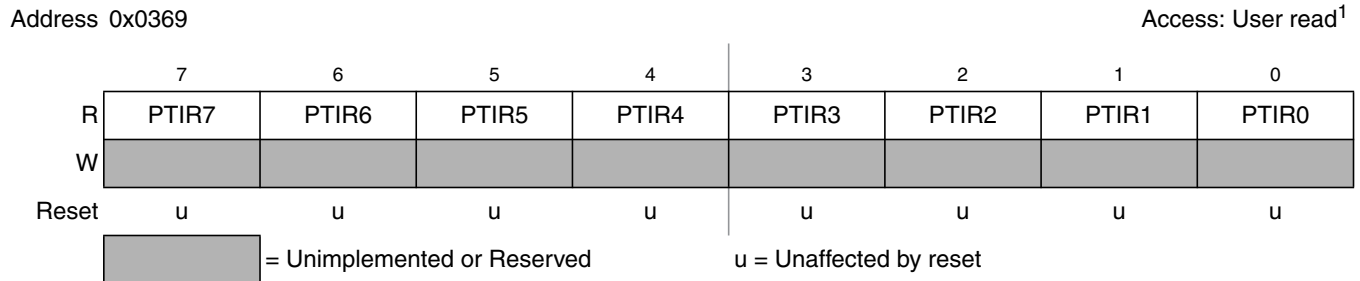 Address 0x0369 Access: User read1
7 6 5 4 3 2 1 0
R PTIR7 PTIR6 PTIR5 PTIR4 PTIR3 PTIR2 PTIR1 PTIR0
W
Reset u u u u u u u u
= Unimplemented or Reserved u = Unaffected by reset